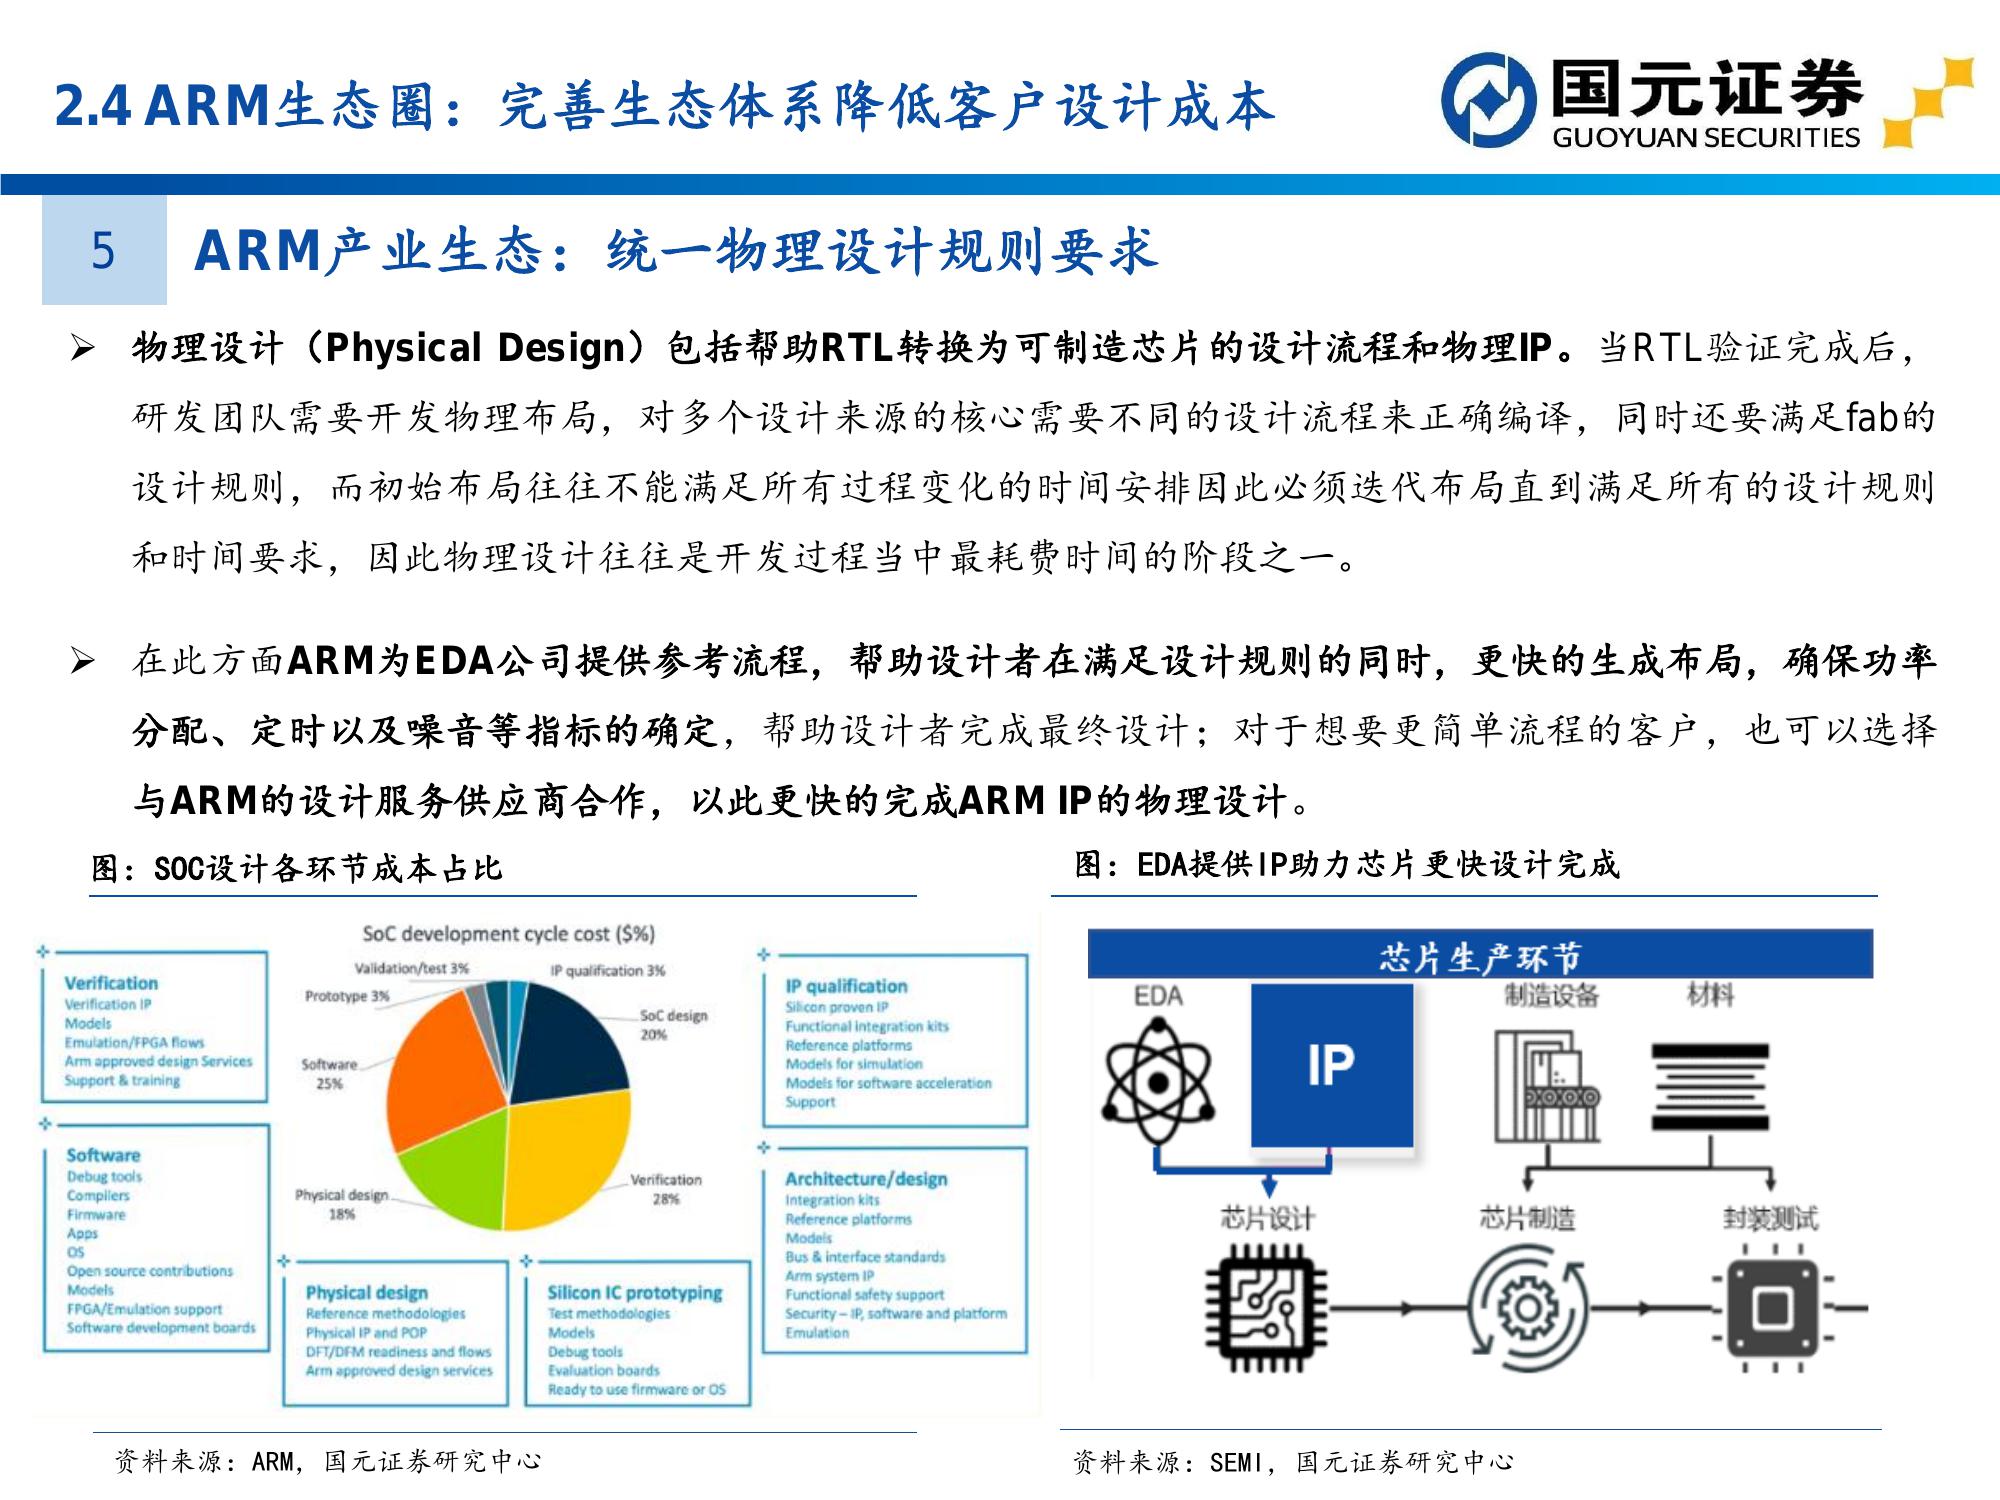 2.4 ARM生态圈：完善生态体系降低客户设计成本
国元证券
GUOYUAN SECURITIES
5
ARM产业生态：统一物理设计规则要求
物理设计（Physical Design）包括帮助RTL转换为可制造芯片的设计流程和物理IP。当RTL验证完成后，
研发团队需要开发物理布局，对多个设计来源的核心需要不同的设计流程来正确编译，同时还要满足fab的
设计规则，而初始布局往往不能满足所有过程变化的时间安排因此必须迭代布局直到满足所有的设计规则
和时间要求，因此物理设计往往是开发过程当中最耗费时间的阶段之一。
在此方面ARM为EDA公司提供参考流程，帮助设计者在满足设计规则的同时，更快的生成布局，确保功率
分配、定时以及噪音等指标的确定，帮助设计者完成最终设计；对于想要更简单流程的客户，也可以选择
与ARM的设计服务供应商合作，以此更快的完成ARM IP的物理设计。
图：SOC设计各环节成本占比
SoC development cycle cost ($%)
Validation/test 3%
IP qualification 3%
Prototype 3%
SoC design
20%
Software
25%
Physical design
18%
Verification
28%
Verification
Verification IP
Models
Emulation/FPGA flows
Arm approved design Services
Support & training
Software
Debug tools
Compilers
Firmware
Apps
OS
Open source contributions
Models
FPGA/Emulation support
Software development boards
Physical design
Reference methodologies
Physical IP and POP
DFT/DFM readiness and flows
Arm approved design services
Silicon IC prototyping
Test methodologies
Models
Debug tools
Evaluation boards
Ready to use firmware or OS
IP qualification
Silicon proven IP
Functional integration kits
Reference platforms
Models for simulation
Models for software acceleration
Support
Architecture/design
Integration kits
Reference platforms
Models
Bus & interface standards
Arm system IP
Functional safety support
Security – IP, software and platform
Emulation
资料来源：ARM，国元证券研究中心
图：EDA提供IP助力芯片更快设计完成
芯片生产环节
EDA
IP
制造设备
材料
芯片设计
芯片制造
封装测试
资料来源：SEMI，国元证券研究中心